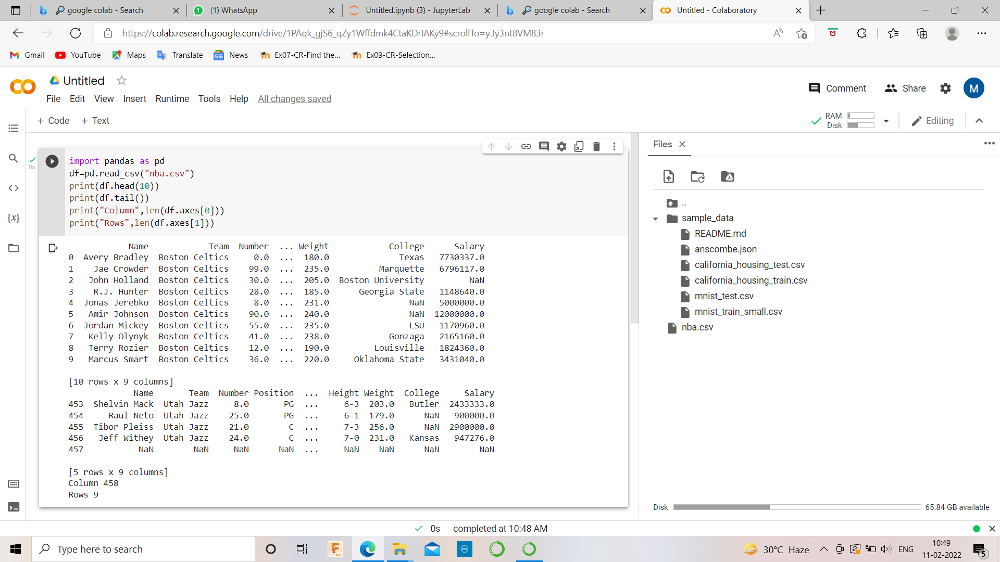 google colab - Search
(1) WhatsApp
Untitled.ipynb (3) - JupyterLab
google colab - Search
Untitled - Colaboratory
https://colab.research.google.com/drive/1PAqk_gjS6_qZy1Wffdmk4CtaKDrIAKy9#scrollTo=y3y3nt8VM83r
Gmail YouTube Maps Translate News Ex07-CR-Find the... Ex09-CR-Selection...
Untitled
File Edit View Insert Runtime Tools Help All changes saved
Comment Share M
+ Code + Text
RAM
Disk
Editing
Files
0s
import pandas as pd
df=pd.read_csv("nba.csv")
print(df.head(10))
print(df.tail())
print("Column",len(df.axes[0]))
print("Rows",len(df.axes[1]))
Name Team Number ... Weight College Salary
0 Avery Bradley Boston Celtics 0.0 ... 180.0 Texas 7730337.0
1 Jae Crowder Boston Celtics 99.0 ... 235.0 Marquette 6796117.0
2 John Holland Boston Celtics 30.0 ... 205.0 Boston University NaN
3 R.J. Hunter Boston Celtics 28.0 ... 185.0 Georgia State 1148640.0
4 Jonas Jerebko Boston Celtics 8.0 ... 231.0 NaN 5000000.0
5 Amir Johnson Boston Celtics 90.0 ... 240.0 NaN 12000000.0
6 Jordan Mickey Boston Celtics 55.0 ... 235.0 LSU 1170960.0
7 Kelly Olynyk Boston Celtics 41.0 ... 238.0 Gonzaga 2165160.0
8 Terry Rozier Boston Celtics 12.0 ... 190.0 Louisville 1824360.0
9 Marcus Smart Boston Celtics 36.0 ... 220.0 Oklahoma State 3431040.0
[10 rows x 9 columns]
Name Team Number Position ... Height Weight College Salary
453 Shelvin Mack Utah Jazz 8.0 PG ... 6-3 203.0 Butler 2433333.0
454 Raul Neto Utah Jazz 25.0 PG ... 6-1 179.0 NaN 900000.0
455 Tibor Pleiss Utah Jazz 21.0 C ... 7-3 256.0 NaN 2900000.0
456 Jeff Withey Utah Jazz 24.0 C ... 7-0 231.0 Kansas 947276.0
457 NaN NaN NaN NaN ... NaN NaN NaN NaN
[5 rows x 9 columns]
Column 458
Rows 9
..
sample_data
README.md
anscombe.json
california_housing_test.csv
california_housing_train.csv
mnist_test.csv
mnist_train_small.csv
nba.csv
Disk 65.84 GB available
0s completed at 10:48 AM
Type here to search
30°C Haze
ENG
10:49
11-02-2022
5